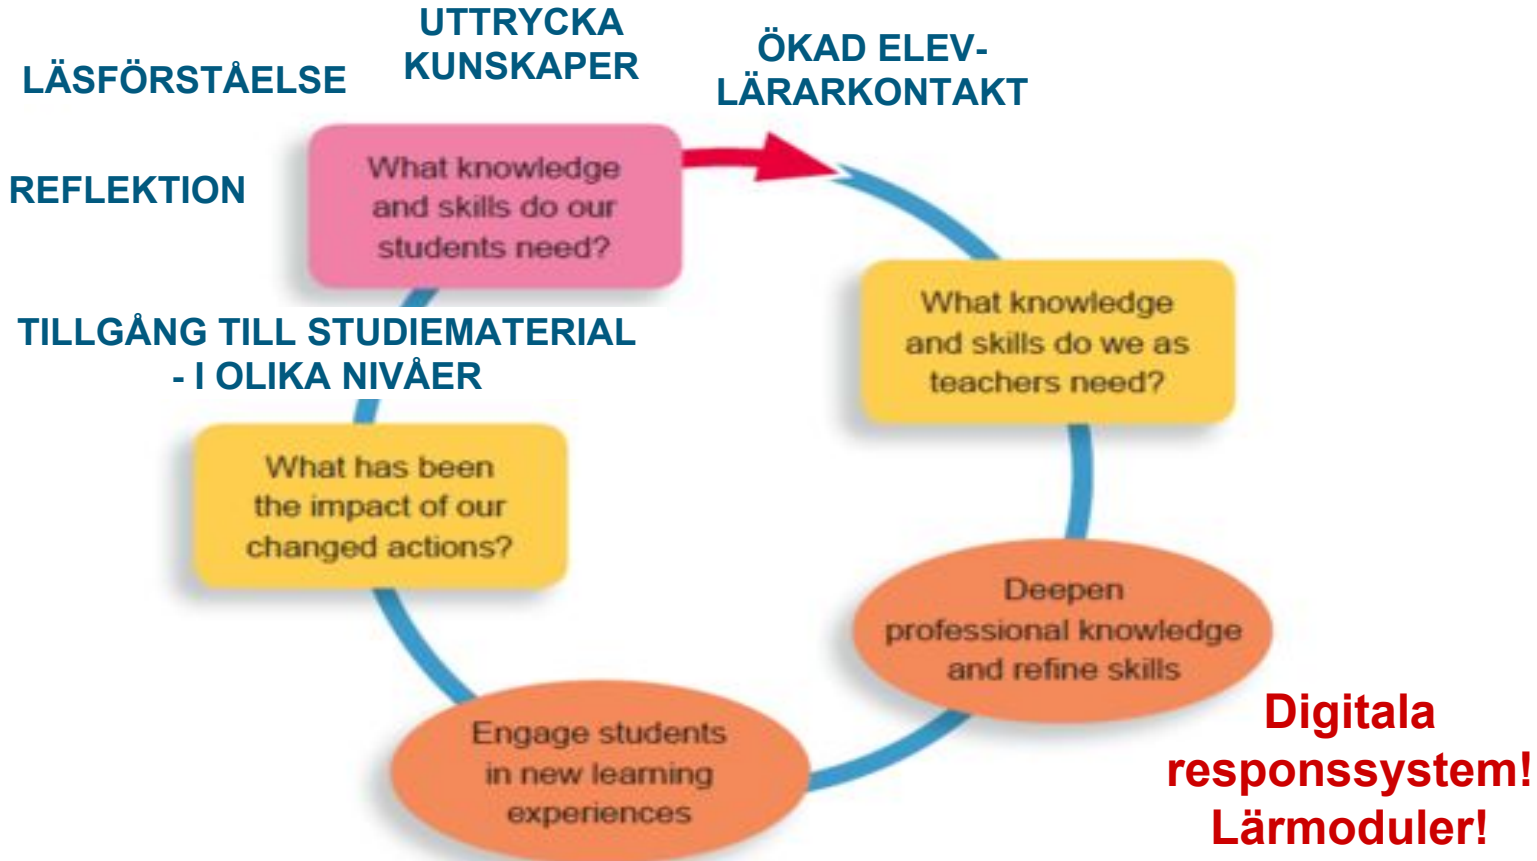 UTTRYCKA
KUNSKAPER
ÖKAD ELEV-
LÄRARKONTAKT
LÄSFÖRSTÅELSE
REFLEKTION
What knowledge
and skills do our
students need?
What knowledge
and skills do we as
teachers need?
TILLGÅNG TILL STUDIEMATERIAL
- I OLIKA NIVÅER
What has been
the impact of our
changed actions?
Deepen
professional knowledge
and refine skills
Engage students
in new learning
experiences
Digitala
responssystem!
Lärmoduler!